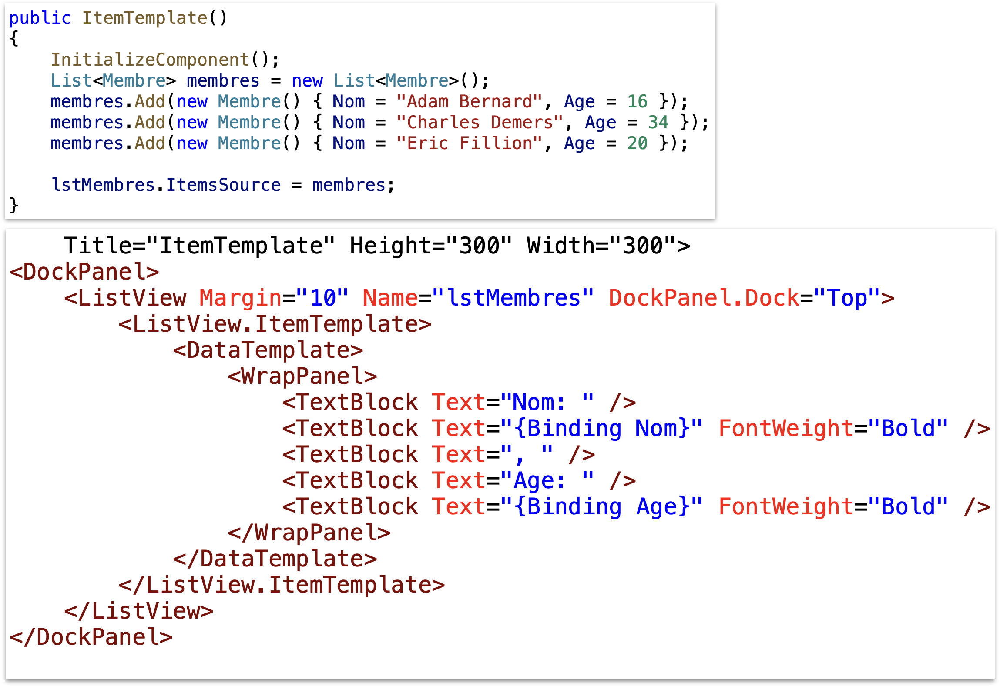 public ItemTemplate()
{
    InitializeComponent();
    List<Membre> membres = new List<Membre>();
    membres.Add(new Membre() { Nom = "Adam Bernard", Age = 16 });
    membres.Add(new Membre() { Nom = "Charles Demers", Age = 34 });
    membres.Add(new Membre() { Nom = "Eric Fillion", Age = 20 });

    lstMembres.ItemsSource = membres;
}
    Title="ItemTemplate" Height="300" Width="300">
<DockPanel>
    <ListView Margin="10" Name="lstMembres" DockPanel.Dock="Top">
        <ListView.ItemTemplate>
            <DataTemplate>
                <WrapPanel>
                    <TextBlock Text="Nom: " />
                    <TextBlock Text="{Binding Nom}" FontWeight="Bold" />
                    <TextBlock Text=", " />
                    <TextBlock Text="Age: " />
                    <TextBlock Text="{Binding Age}" FontWeight="Bold" />
                </WrapPanel>
            </DataTemplate>
        </ListView.ItemTemplate>
    </ListView>
</DockPanel>